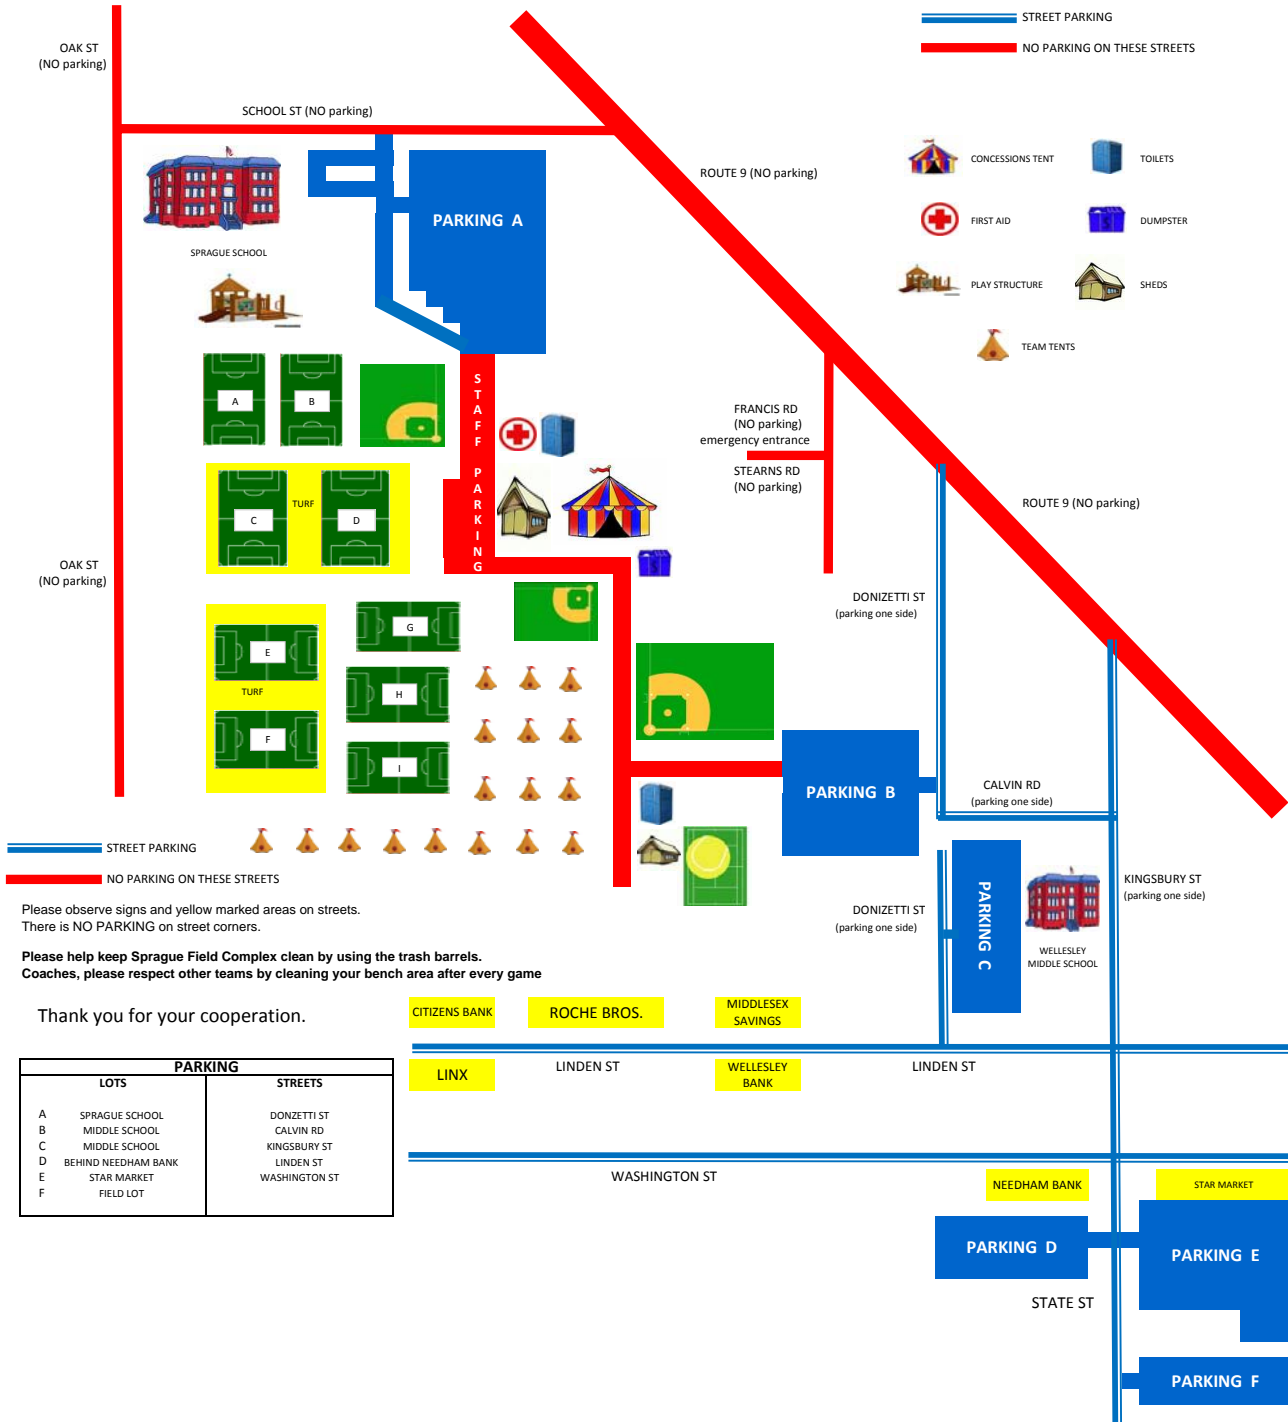 STREET PARKING
NO PARKING ON THESE STREETS
OAK ST
(NO parking)
SCHOOL ST (NO parking)
ROUTE 9 (NO parking)
CONCESSIONS TENT
TOILETS
FIRST AID
DUMPSTER
PLAY STRUCTURE
SHEDS
TEAM TENTS
PARKING A
SPRAGUE SCHOOL
A
B
STAFF PARKING
FRANCIS RD
(NO parking)
emergency entrance
STEARNS RD
(NO parking)
C
TURF
D
ROUTE 9 (NO parking)
OAK ST
(NO parking)
DONIZETTI ST
(parking one side)
E
TURF
F
G
H
I
PARKING B
CALVIN RD
(parking one side)
STREET PARKING
NO PARKING ON THESE STREETS
KINGSBURY ST
(parking one side)
PARKING C
DONIZETTI ST
(parking one side)
WELLESLEY
MIDDLE SCHOOL
Please observe signs and yellow marked areas on streets.
There is NO PARKING on street corners.
Please help keep Sprague Field Complex clean by using the trash barrels.
Coaches, please respect other teams by cleaning your bench area after every game
Thank you for your cooperation.
CITIZENS BANK
ROCHE BROS.
MIDDLESEX
SAVINGS
LINX
LINDEN ST
WELLESLEY
BANK
LINDEN ST
PARKING
LOTS STREETS
A SPRAGUE SCHOOL DONZETTI ST
B MIDDLE SCHOOL CALVIN RD
C MIDDLE SCHOOL KINGSBURY ST
D BEHIND NEEDHAM BANK LINDEN ST
E STAR MARKET WASHINGTON ST
F FIELD LOT
WASHINGTON ST
NEEDHAM BANK
STAR MARKET
PARKING D
PARKING E
STATE ST
PARKING F